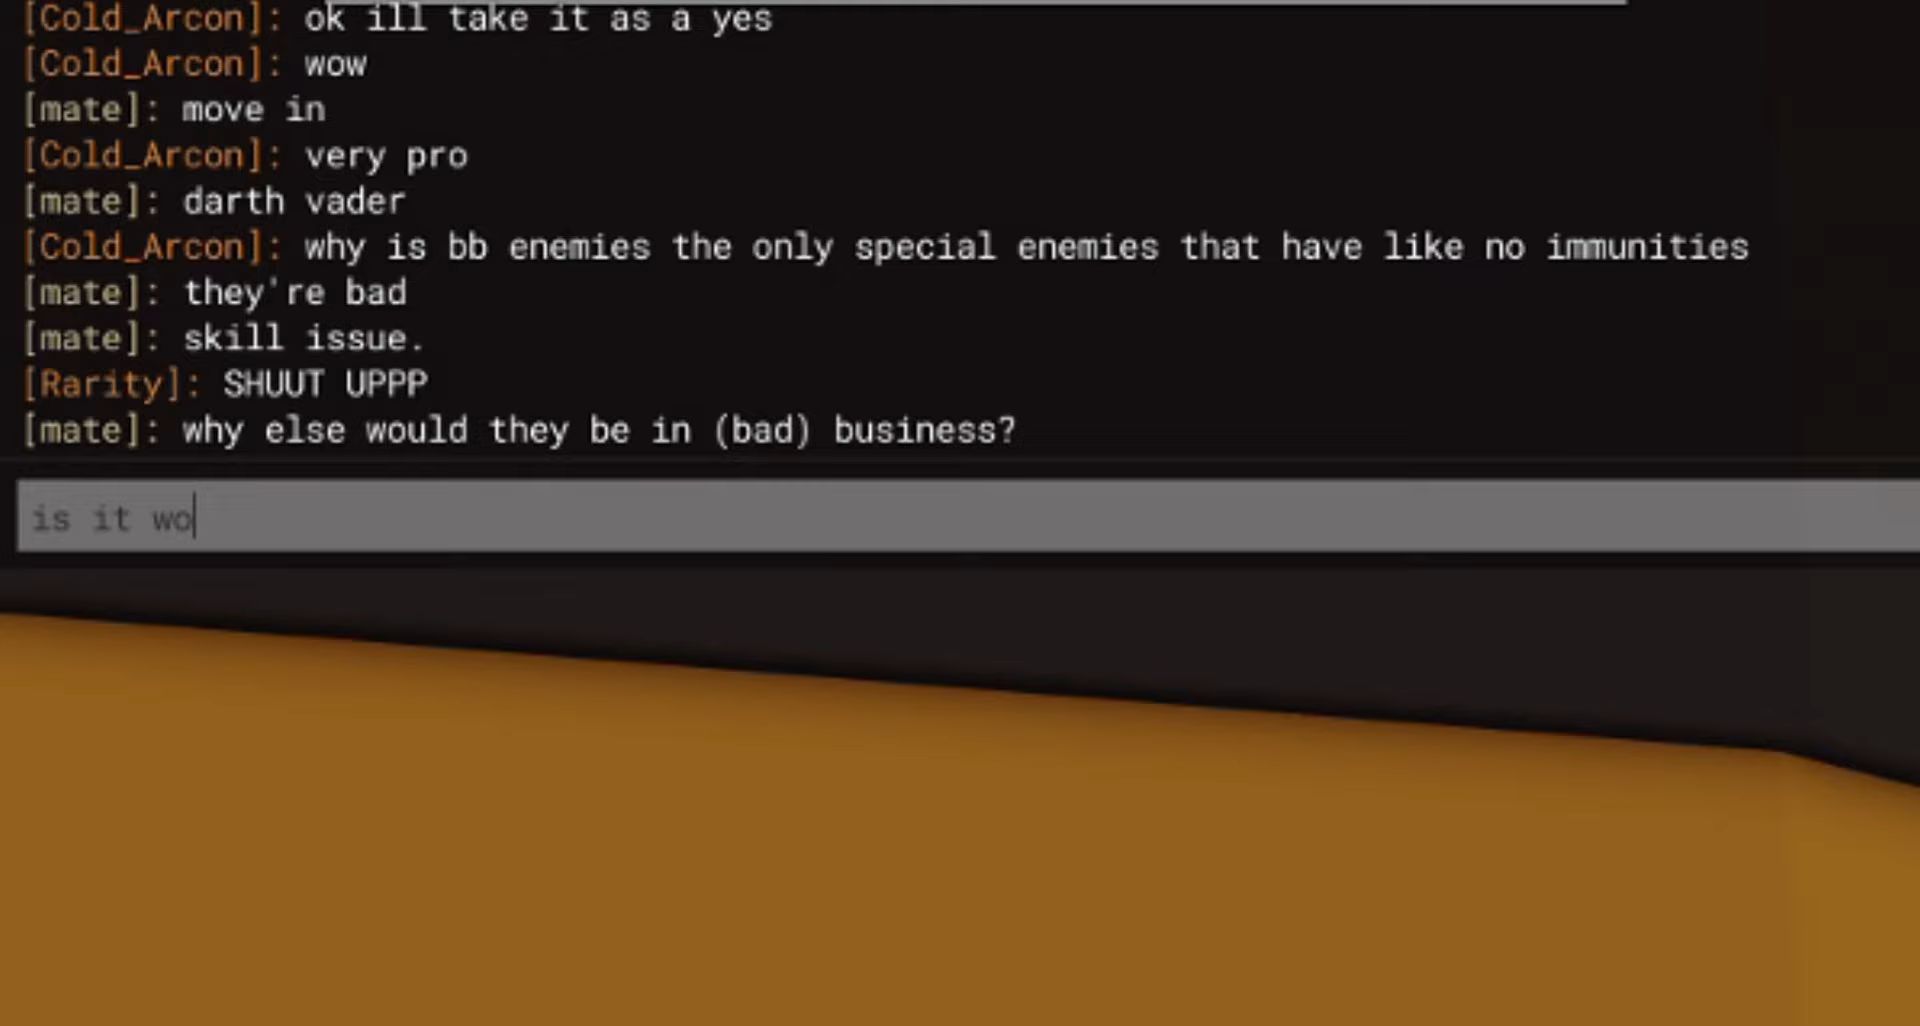 [Cold_Arcon]: ok ill take it as a yes
[Cold_Arcon]: wow
[mate]: move in
[Cold_Arcon]: very pro
[mate]: darth vader
[Cold_Arcon]: why is bb enemies the only special enemies that have like no immunities
[mate]: they're bad
[mate]: skill issue.
[Rarity]: SHUUT UPPP
[mate]: why else would they be in (bad) business?
is it wo